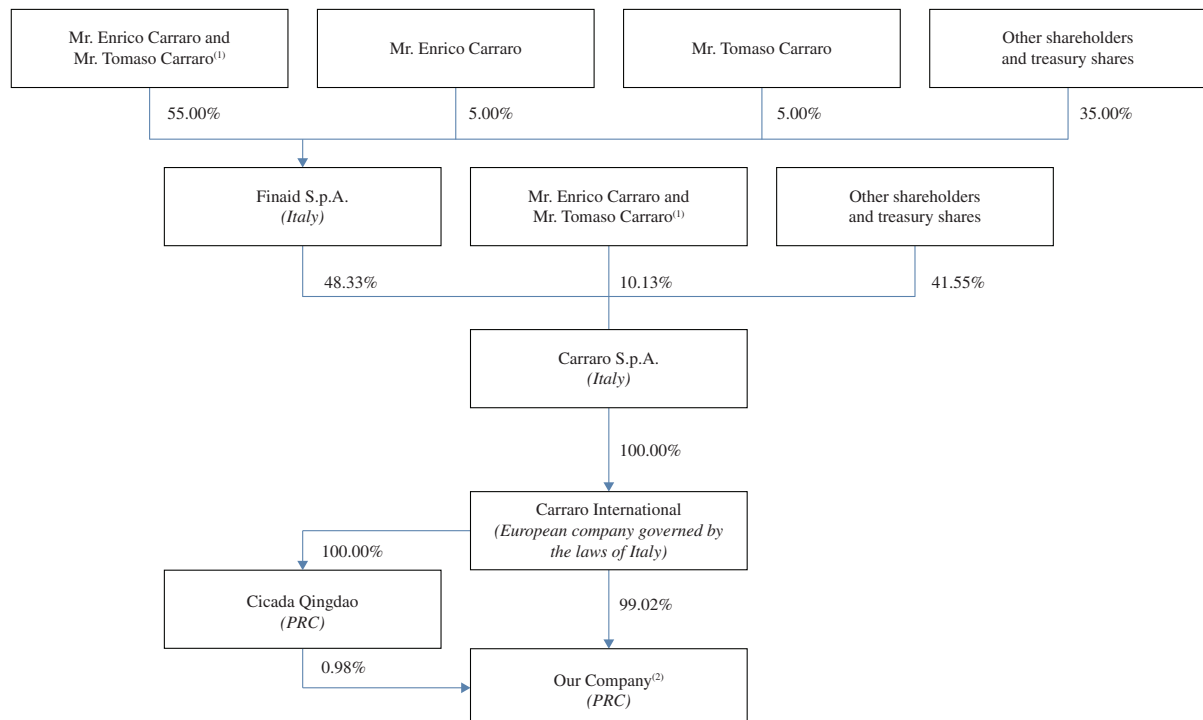 Mr. Enrico Carraro and
Mr. Tomaso Carraro(1)
Mr. Enrico Carraro
Mr. Tomaso Carraro
Other shareholders
and treasury shares
55.00%
5.00%
5.00%
35.00%
Finaid S.p.A.
(Italy)
Mr. Enrico Carraro and
Mr. Tomaso Carraro(1)
Other shareholders
and treasury shares
48.33%
10.13%
41.55%
Carraro S.p.A.
(Italy)
100.00%
Carraro International
(European company governed by
the laws of Italy)
100.00%
Cicada Qingdao
(PRC)
99.02%
0.98%
Our Company(2)
(PRC)